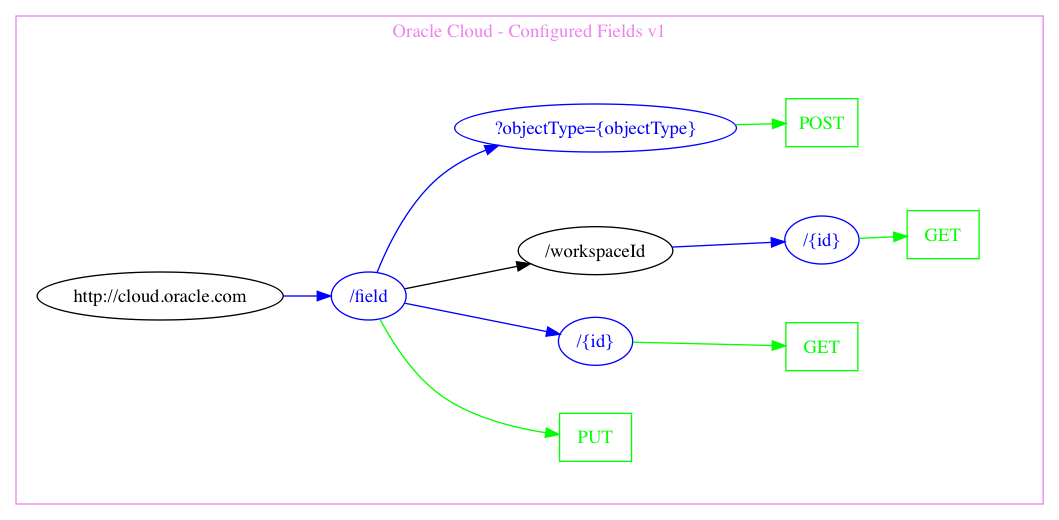 Oracle Cloud - Configured Fields v1
?objectType={objectType}
POST
/workspaceId
/{id}
GET
http://cloud.oracle.com
/field
/{id}
GET
PUT